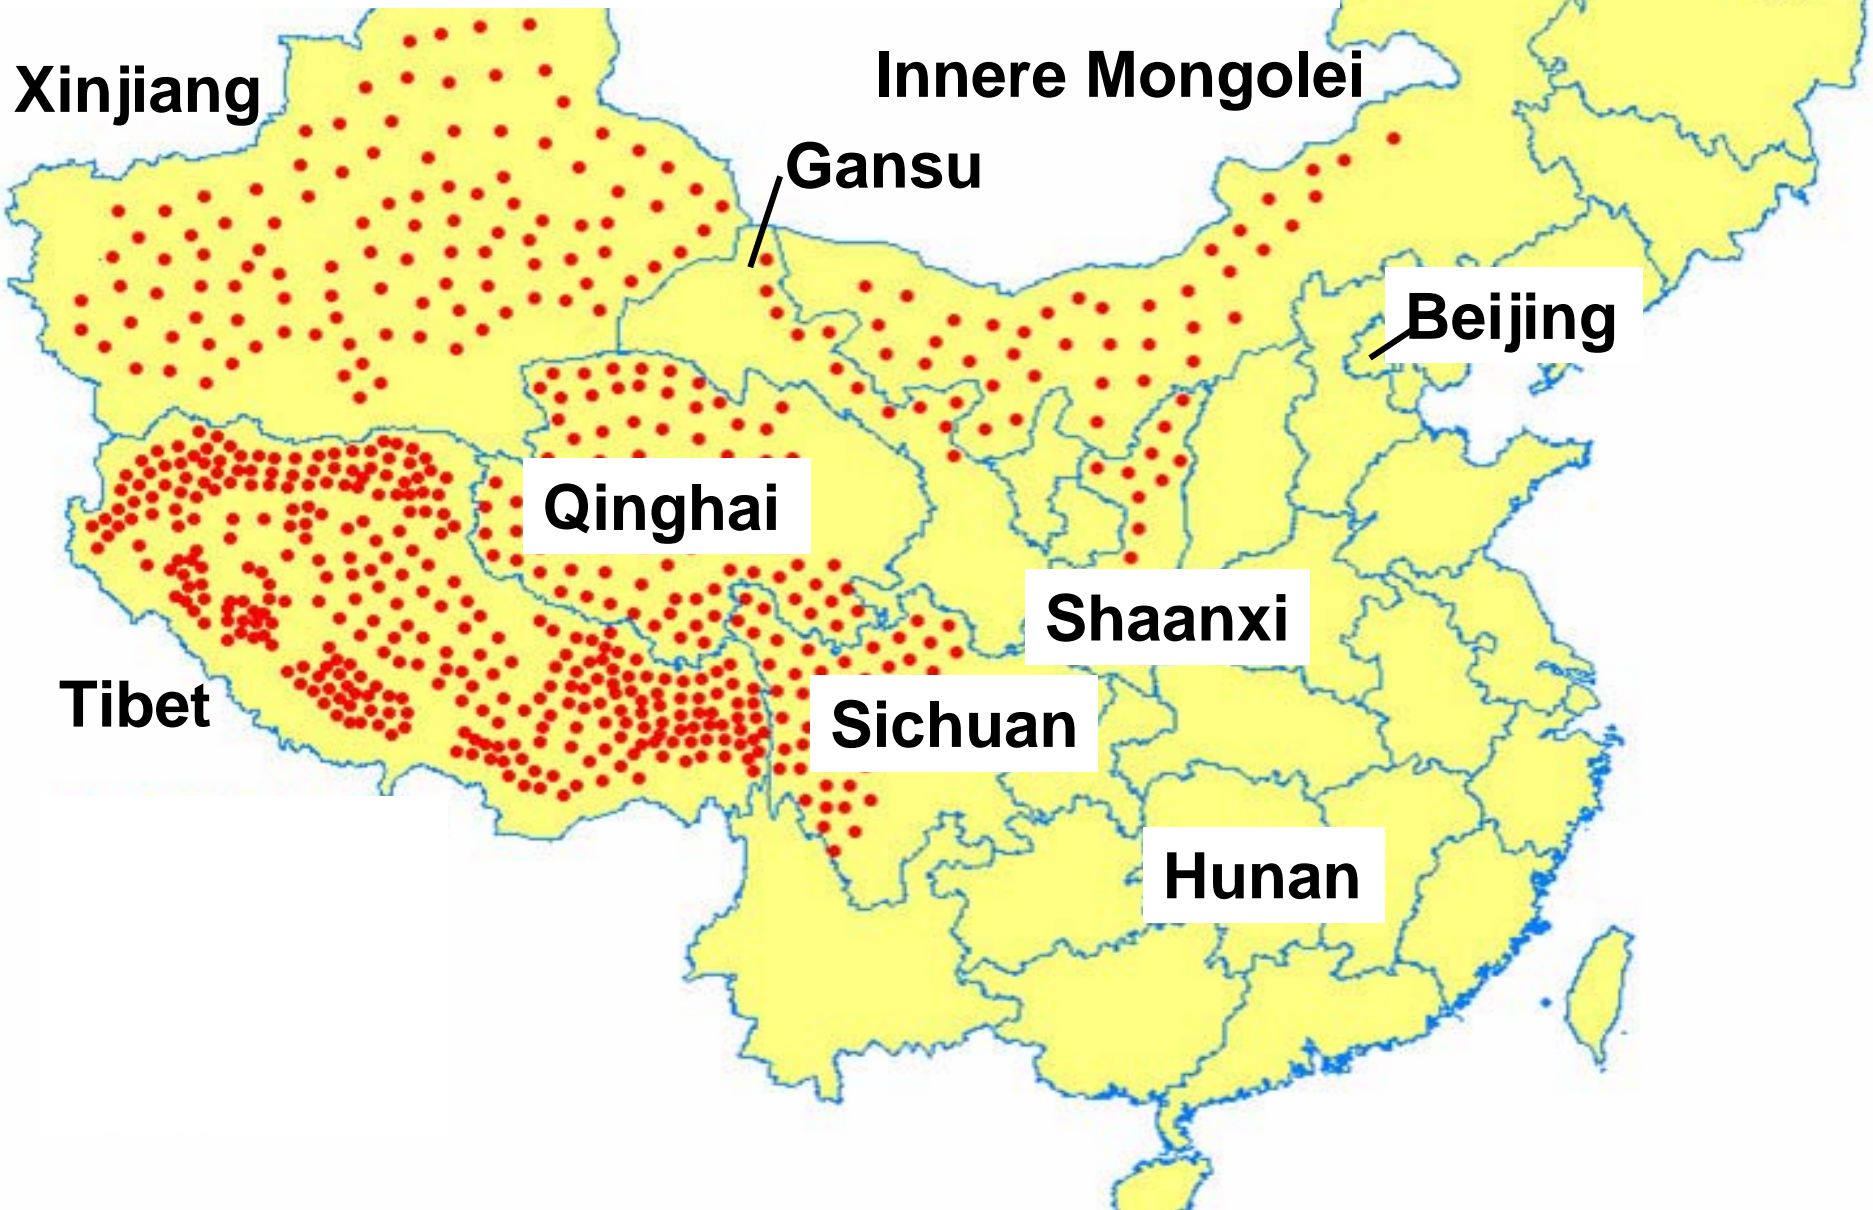 Innere Mongolei
Xinjiang
Gansu
Beijing
Qinghai
Shaanxi
Tibet
Sichuan
Hunan